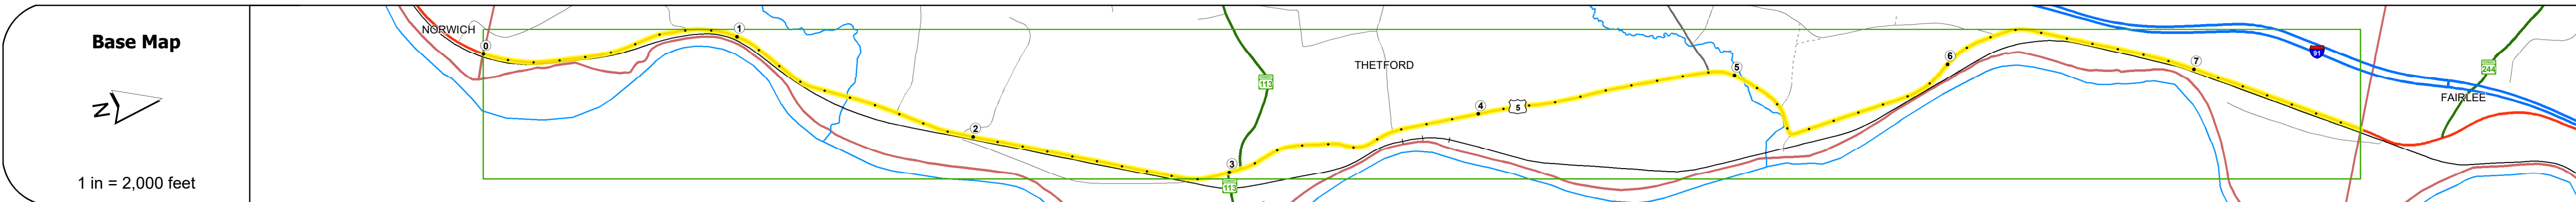 Base Map
N
1 in = 2,000 feet
NORWICH
0
1
2
113
3
113
THETFORD
4
5
5
6
7
91
244
FAIRLEE